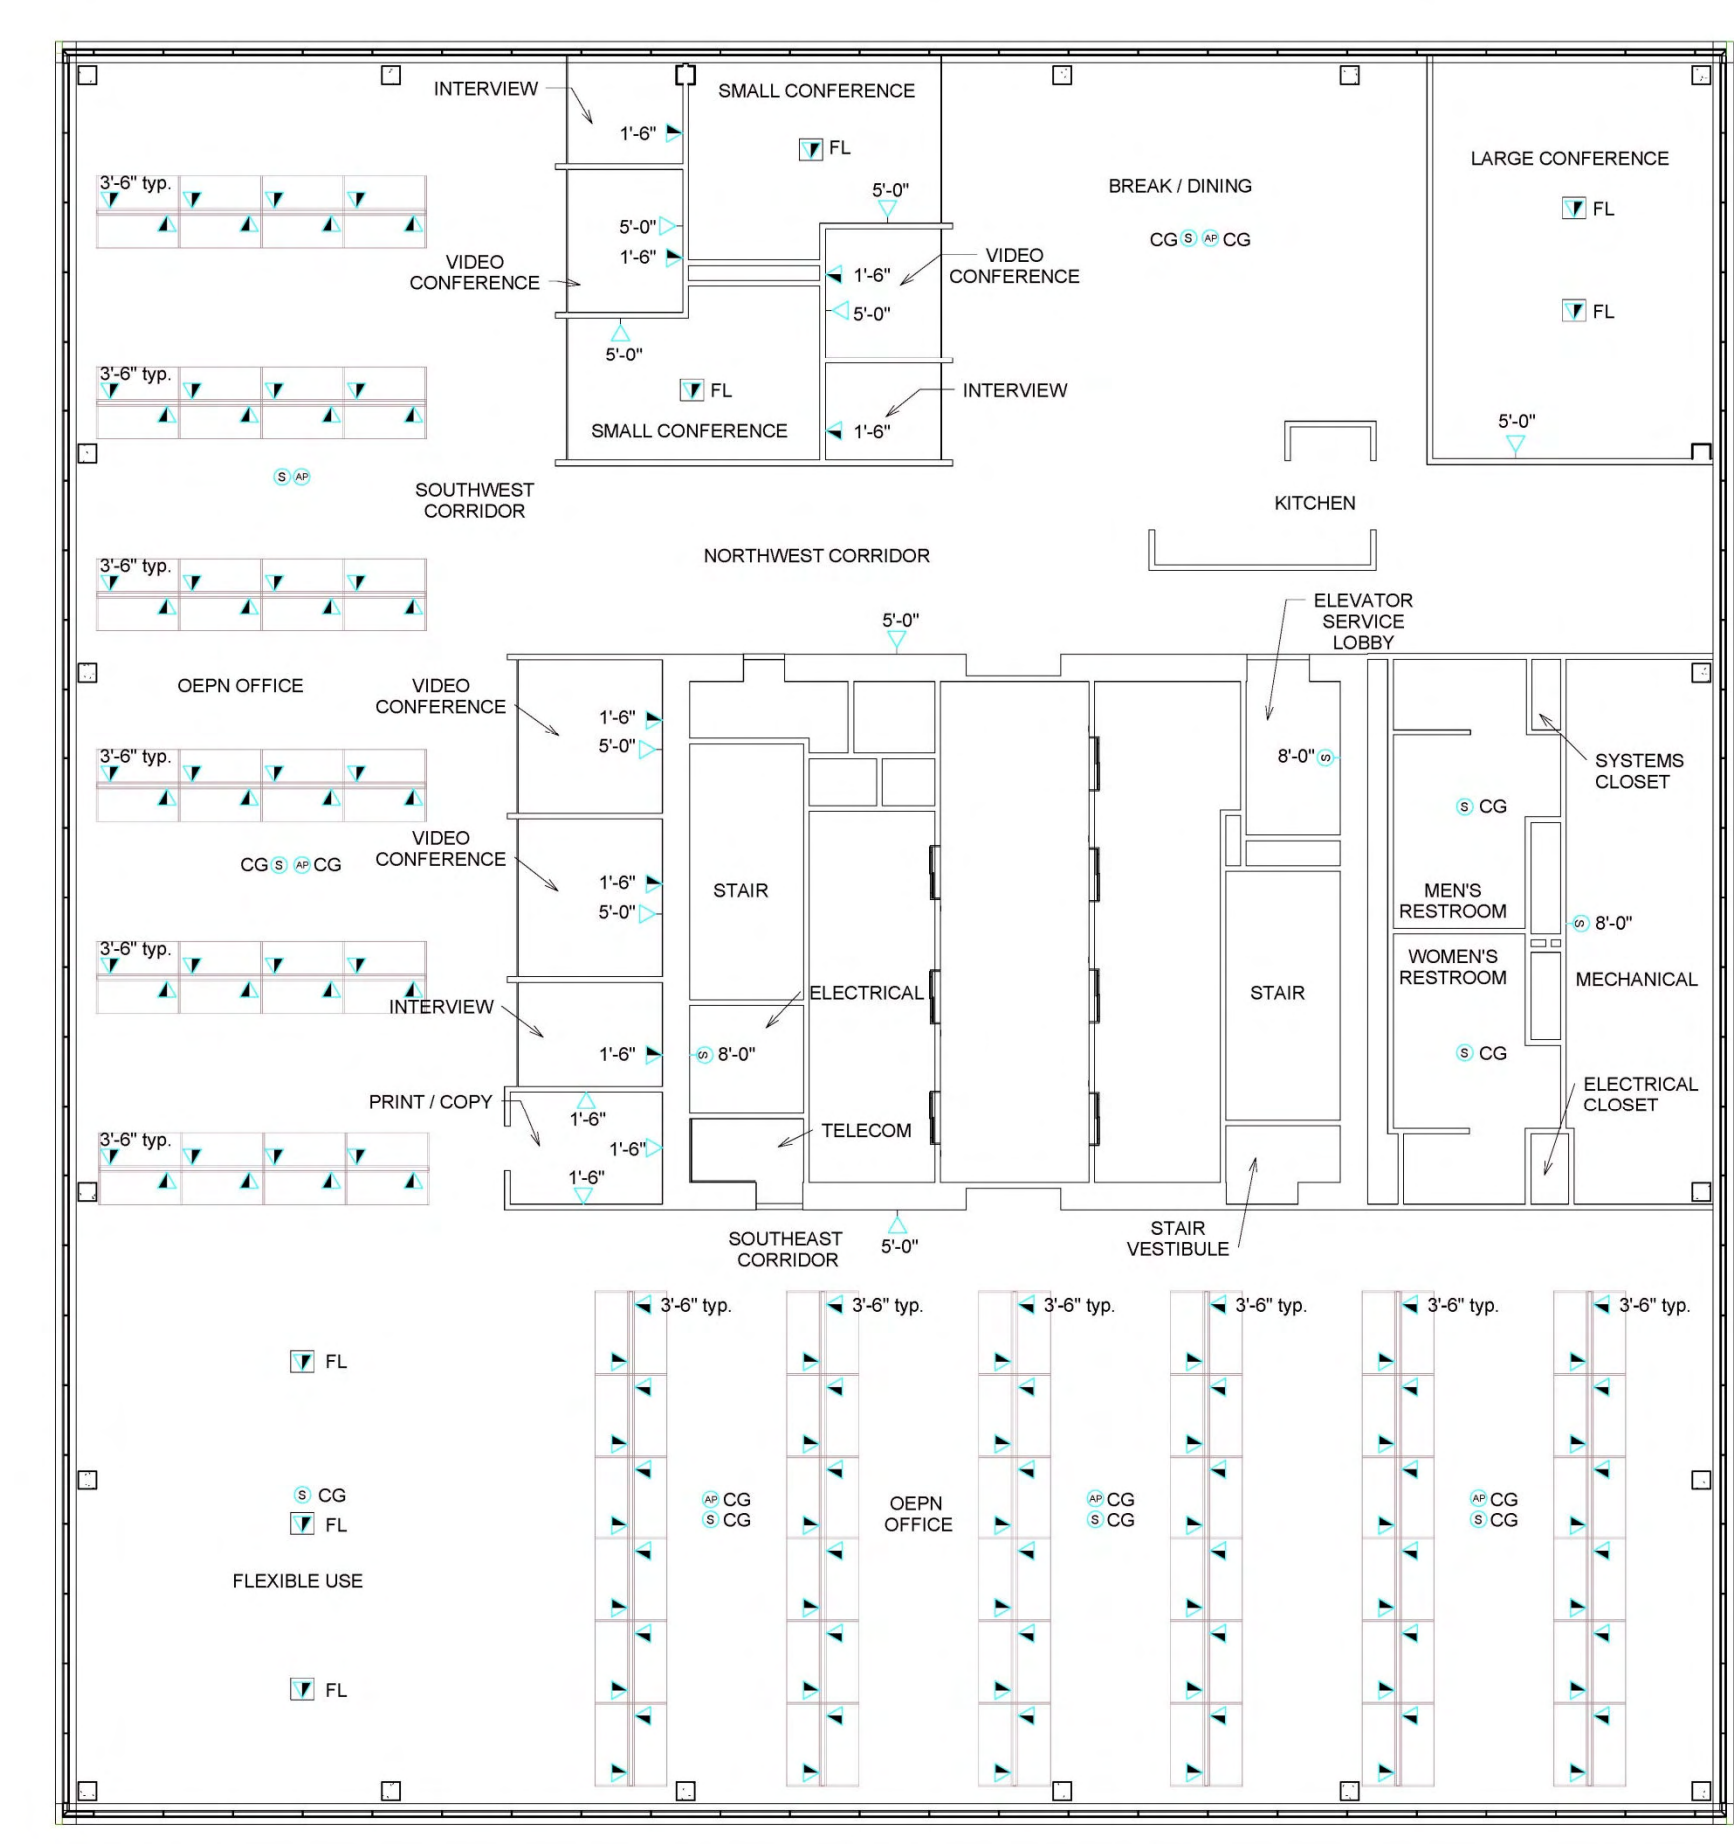 INTERVIEW
SMALL CONFERENCE
1'-6"
FL
LARGE CONFERENCE
3'-6" typ.
5'-0"
BREAK / DINING
FL
5'-0"
CG S AP CG
1'-6"
VIDEO
CONFERENCE
1'-6"
VIDEO
CONFERENCE
5'-0"
FL
5'-0"
3'-6" typ.
FL
INTERVIEW
SMALL CONFERENCE
1'-6"
5'-0"
S AP
SOUTHWEST
CORRIDOR
KITCHEN
NORTHWEST CORRIDOR
3'-6" typ.
5'-0"
ELEVATOR
SERVICE
LOBBY
OEPN OFFICE
VIDEO
CONFERENCE
1'-6"
5'-0"
8'-0" S
SYSTEMS
CLOSET
3'-6" typ.
S CG
VIDEO
CONFERENCE
CG S AP CG
1'-6"
5'-0"
STAIR
MEN'S
RESTROOM
S 8'-0"
3'-6" typ.
WOMEN'S
RESTROOM
MECHANICAL
INTERVIEW
ELECTRICAL
STAIR
1'-6"
S 8'-0"
S CG
PRINT / COPY
1'-6"
ELECTRICAL
CLOSET
3'-6" typ.
1'-6"
TELECOM
1'-6"
SOUTHEAST
CORRIDOR
5'-0"
STAIR
VESTIBULE
3'-6" typ.
3'-6" typ.
3'-6" typ.
3'-6" typ.
3'-6" typ.
3'-6" typ.
FL
S CG
FL
AP CG
S CG
OEPN
OFFICE
AP CG
S CG
AP CG
S CG
FLEXIBLE USE
FL